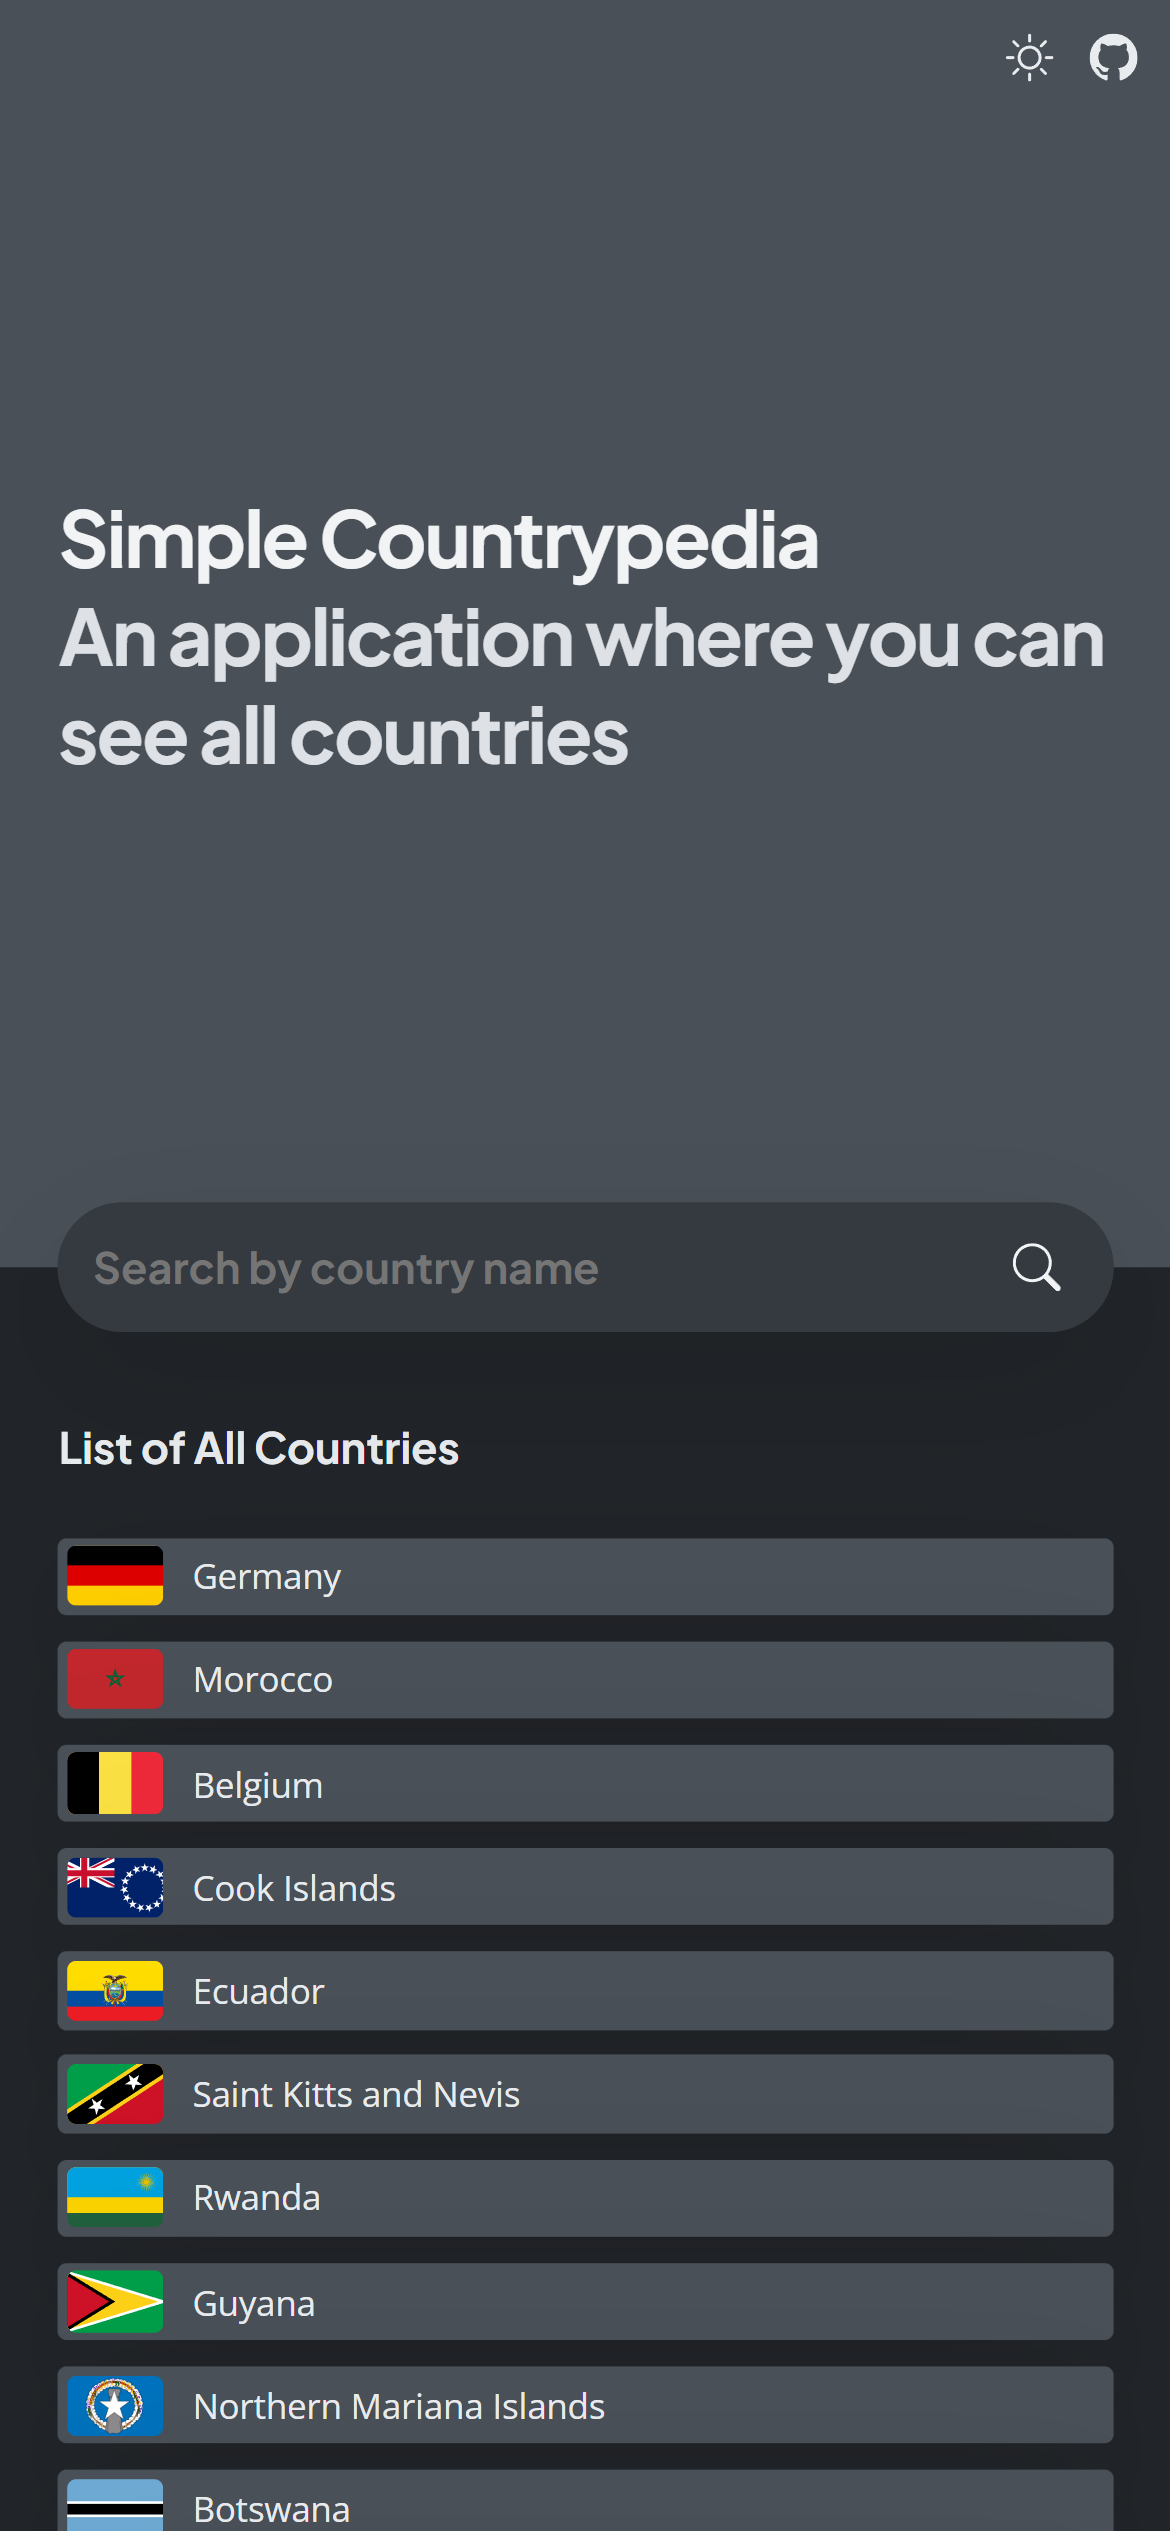 Simple Countrypedia
An application where you can
see all countries
Search by country name
List of All Countries
Germany
Morocco
Belgium
Cook Islands
Ecuador
Saint Kitts and Nevis
Rwanda
Guyana
Northern Mariana Islands
Botswana